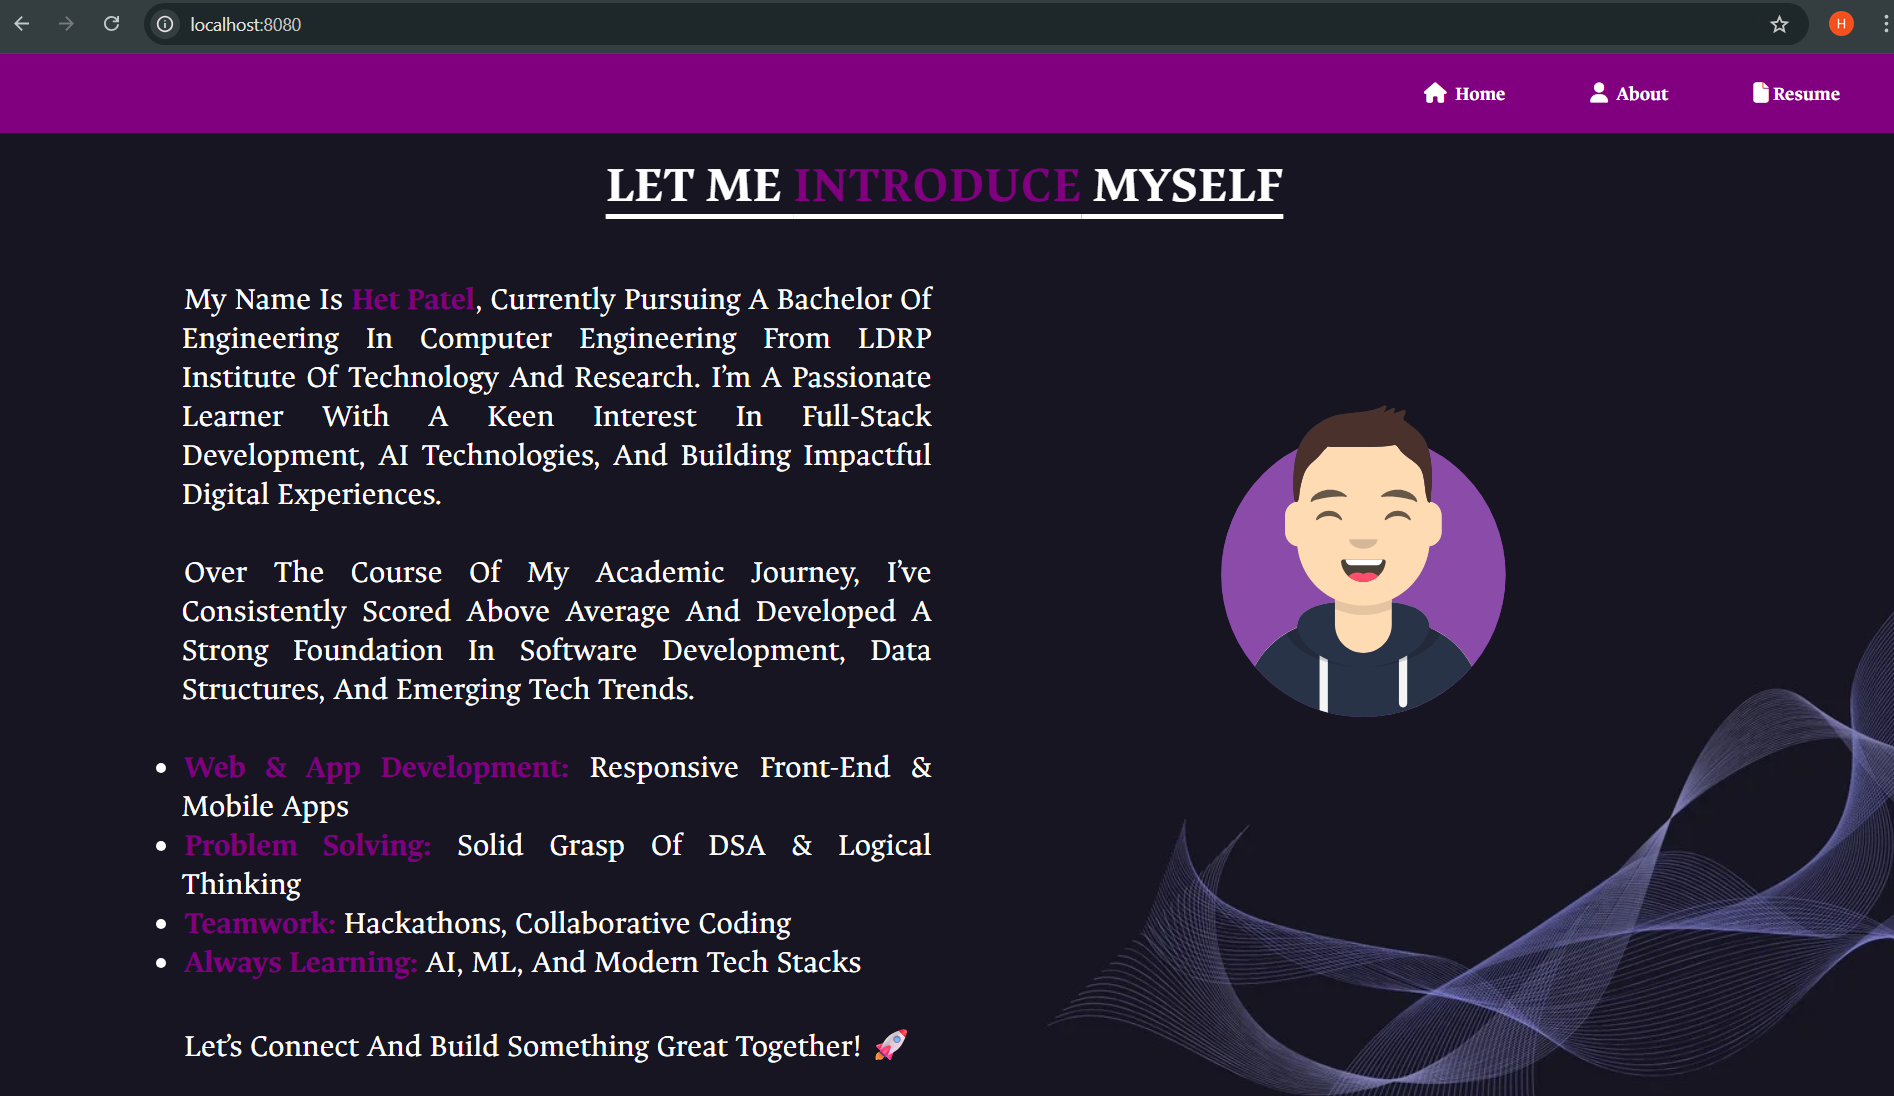 localhost:8080
H
Home About Resume
LET ME INTRODUCE MYSELF
My Name Is Het Patel, Currently Pursuing A Bachelor Of
Engineering In Computer Engineering From LDRP
Institute Of Technology And Research. I’m A Passionate
Learner With A Keen Interest In Full-Stack
Development, AI Technologies, And Building Impactful
Digital Experiences.
Over The Course Of My Academic Journey, I’ve
Consistently Scored Above Average And Developed A
Strong Foundation In Software Development, Data
Structures, And Emerging Tech Trends.
• Web & App Development: Responsive Front-End &
Mobile Apps
• Problem Solving: Solid Grasp Of DSA & Logical
Thinking
• Teamwork: Hackathons, Collaborative Coding
• Always Learning: AI, ML, And Modern Tech Stacks
Let’s Connect And Build Something Great Together! 🚀